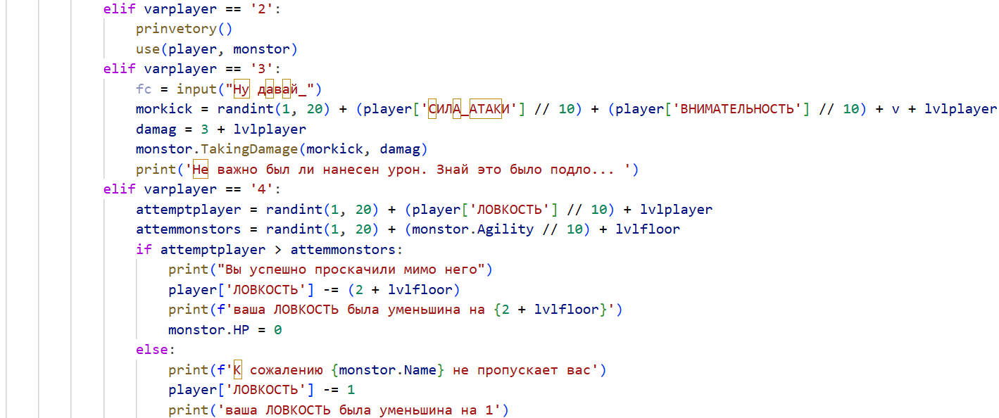 elif varplayer == '2':
prinvetory()
use(player, monstor)
elif varplayer == '3':
fc = input("Ну давай_")
morkick = randint(1, 20) + (player['СИЛА_АТАКИ'] // 10) + (player['ВНИМАТЕЛЬНОСТЬ'] // 10) + v + lvlplayer
damag = 3 + lvlplayer
monstor.TakingDamage(morkick, damag)
print('Не важно был ли нанесен урон. Знай это было подло... ')
elif varplayer == '4':
attemptplayer = randint(1, 20) + (player['ЛОВКОСТЬ'] // 10) + lvlplayer
attemmonstors = randint(1, 20) + (monstor.Agility // 10) + lvlfloor
if attemptplayer > attemmonstors:
print("Вы успешно проскачили мимо него")
player['ЛОВКОСТЬ'] -= (2 + lvlfloor)
print(f'ваша ЛОВКОСТЬ была уменьшина на {2 + lvlfloor}')
monstor.HP = 0
else:
print(f'К сожалению {monstor.Name} не пропускает вас')
player['ЛОВКОСТЬ'] -= 1
print('ваша ЛОВКОСТЬ была уменьшина на 1')